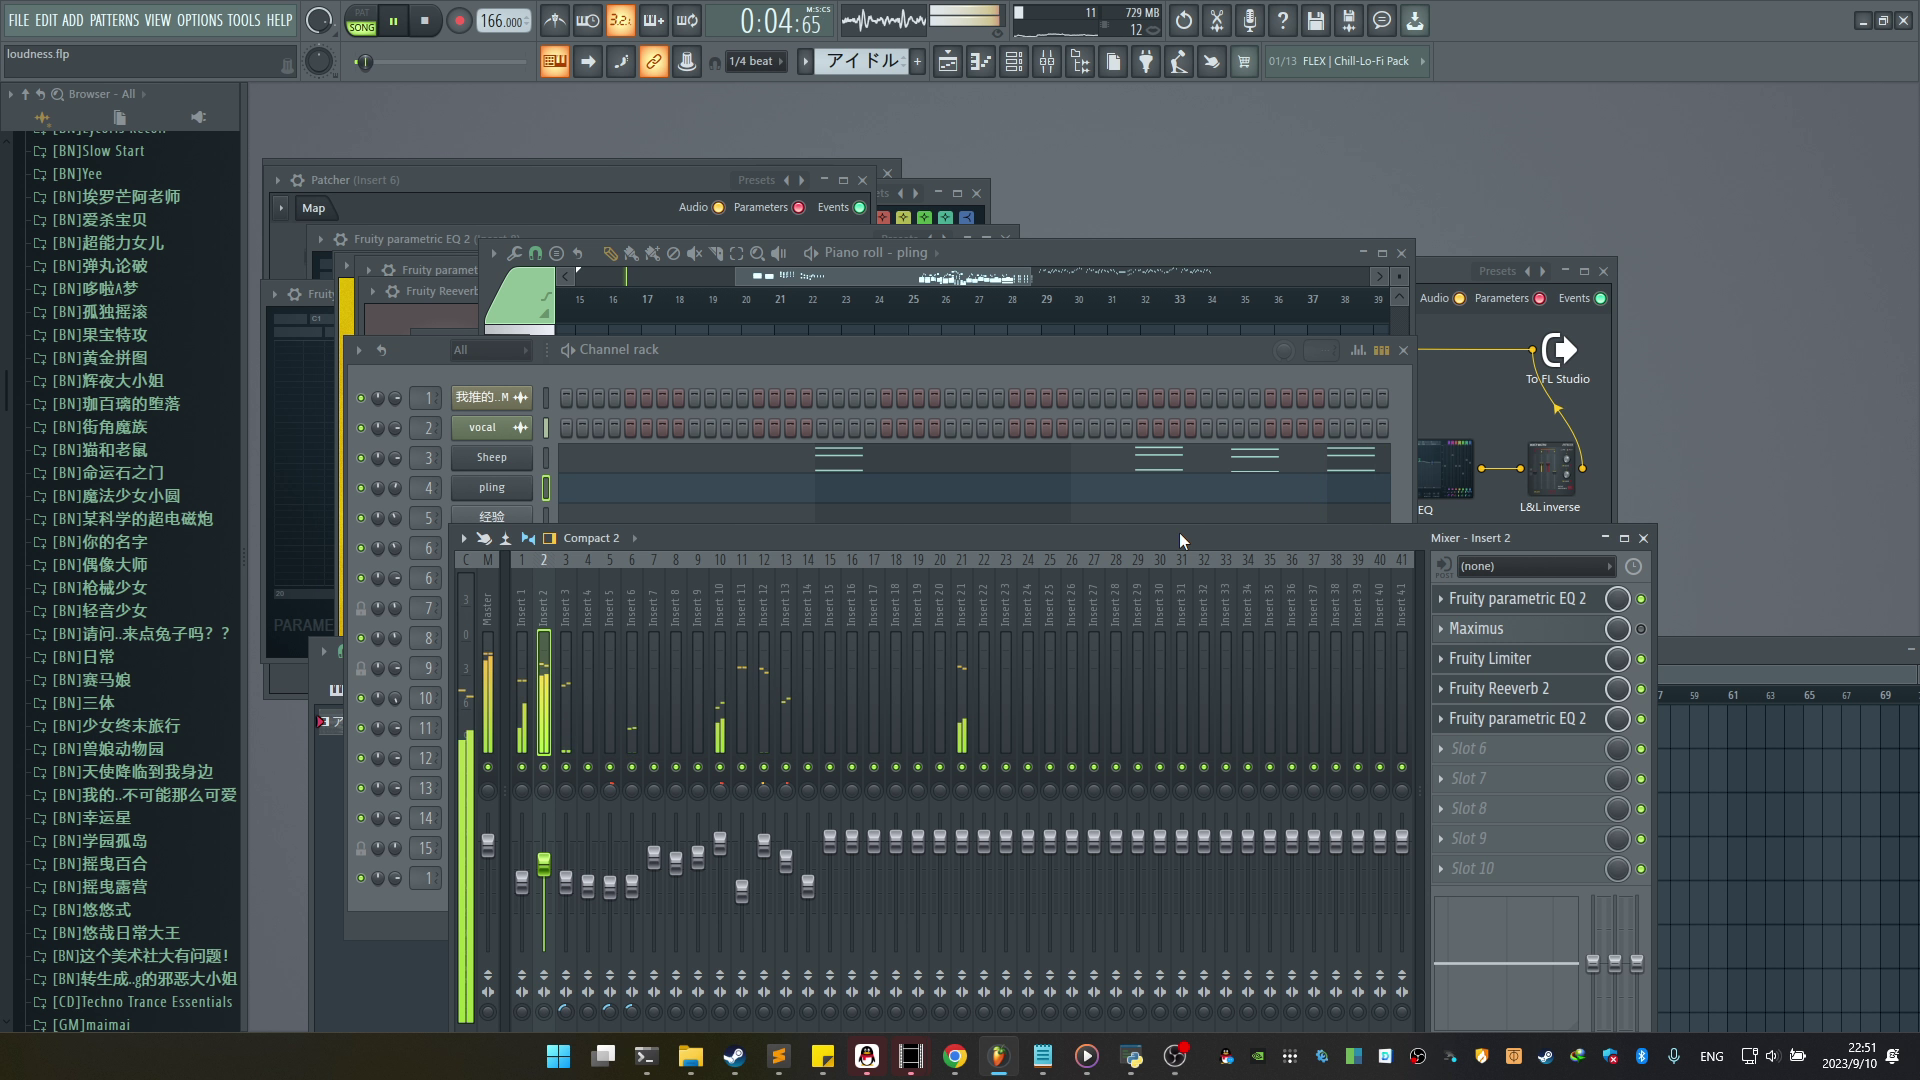 FILE EDIT ADD PATTERNS VIEW OPTIONS TOOLS HELP
PAT
SONG
166.000
3.2.
0:04:65
M:S:CS
11
729 MB
12
loudness.flp
1/4 beat
アイドル
01/13 FLEX | Chill-Lo-Fi Pack
Browser - All
[BN]Slow Start
[BN]Yee
[BN]埃罗芒阿老师
[BN]爱杀宝贝
[BN]超能力女儿
[BN]弹丸论破
[BN]哆啦A梦
[BN]孤独摇滚
[BN]果宝特攻
[BN]黄金拼图
[BN]辉夜大小姐
[BN]珈百璃的堕落
[BN]街角魔族
[BN]猫和老鼠
[BN]命运石之门
[BN]魔法少女小圆
[BN]某科学的超电磁炮
[BN]你的名字
[BN]偶像大师
[BN]枪械少女
[BN]轻音少女
[BN]请问..来点兔子吗？？
[BN]日常
[BN]赛马娘
[BN]三体
[BN]少女终末旅行
[BN]兽娘动物园
[BN]天使降临到我身边
[BN]我的..不可能那么可爱
[BN]幸运星
[BN]学园孤岛
[BN]摇曳百合
[BN]摇曳露营
[BN]悠悠式
[BN]悠哉日常大王
[BN]这个美术社大有问题!
[BN]转生成..g的邪恶大小姐
[CD]Techno Trance Essentials
[GM]maimai
Patcher (Insert 6)
Presets
Map
Audio
Parameters
Events
Fruity parametric EQ 2
Fruity paramet
Fruity Reeverb
Fruity
C1
20
PARAME
Piano roll - pling
15 16 17 18 19 20 21 22 23 24 25 26 27 28 29 30 31 32 33 34 35 36 37 38 39
Presets
Audio
Parameters
Events
To FL Studio
EQ
L&L inverse
All
Channel rack
1 我推的..M
2 vocal
3 Sheep
4 pling
5 经验
6
6
7
8
9
10
11
12
13
14
15
1
Compact 2
Mixer - Insert 2
C M 1 2 3 4 5 6 7 8 9 10 11 12 13 14 15 16 17 18 19 20 21 22 23 24 25 26 27 28 29 30 31 32 33 34 35 36 37 38 39 40 41
Master Insert 1 Insert 2 Insert 3 Insert 4 Insert 5 Insert 6 Insert 7 Insert 8 Insert 9 Insert 10 Insert 11 Insert 12 Insert 13 Insert 14 Insert 15 Insert 16 Insert 17 Insert 18 Insert 19 Insert 20 Insert 21 Insert 22 Insert 23 Insert 24 Insert 25 Insert 26 Insert 27 Insert 28 Insert 29 Insert 30 Insert 31 Insert 32 Insert 33 Insert 34 Insert 35 Insert 36 Insert 37 Insert 38 Insert 39 Insert 40 Insert 41
3
0
3
6
POST
(none)
Fruity parametric EQ 2
Maximus
Fruity Limiter
Fruity Reeverb 2
Fruity parametric EQ 2
Slot 6
Slot 7
Slot 8
Slot 9
Slot 10
59 61 63 65 67 69
ENG
22:51
2023/9/10